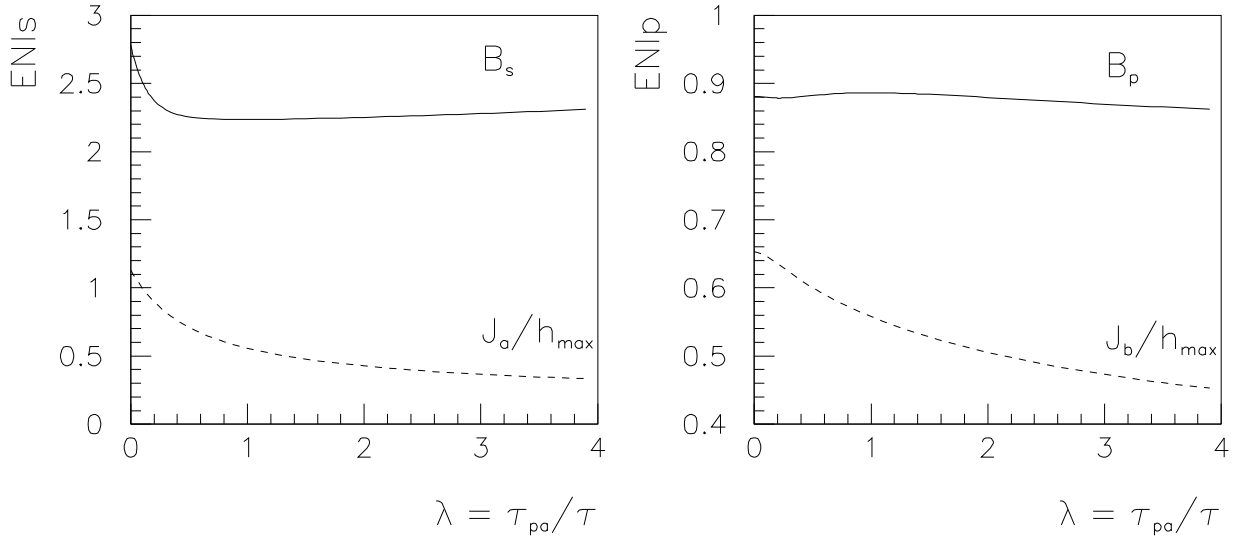 ENIs
3
2.5
2
1.5
1
0.5
0
B_s
J_a/h_max
0 1 2 3 4
λ = τ_pa/τ
ENIp
1
0.9
0.8
0.7
0.6
0.5
0.4
B_p
J_b/h_max
0 1 2 3 4
λ = τ_pa/τ